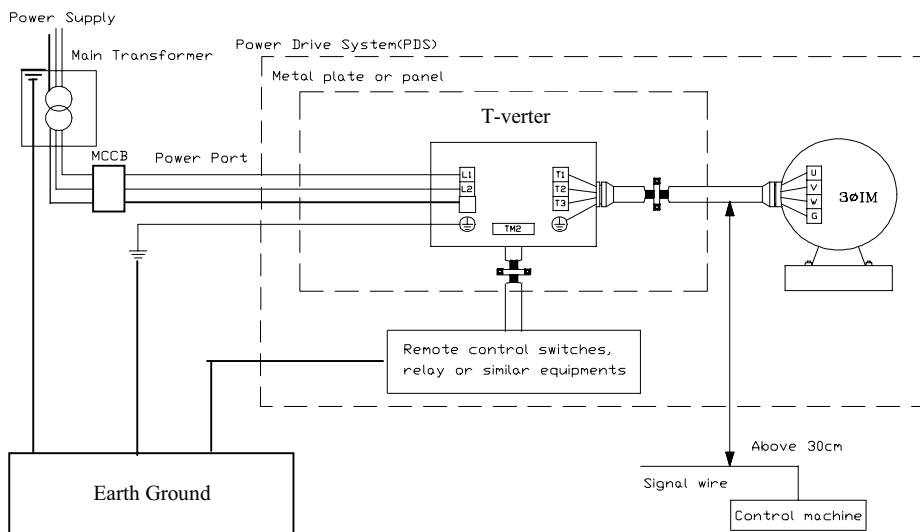 Power Supply
Main Transformer
Power Drive System(PDS)
Metal plate or panel
T-verter
MCCB
Power Port
L1
L2
T1
T2
T3
TM2
U
V
W
G
3øIM
Remote control switches,
relay or similar equipments
Earth Ground
Above 30cm
Signal wire
Control machine